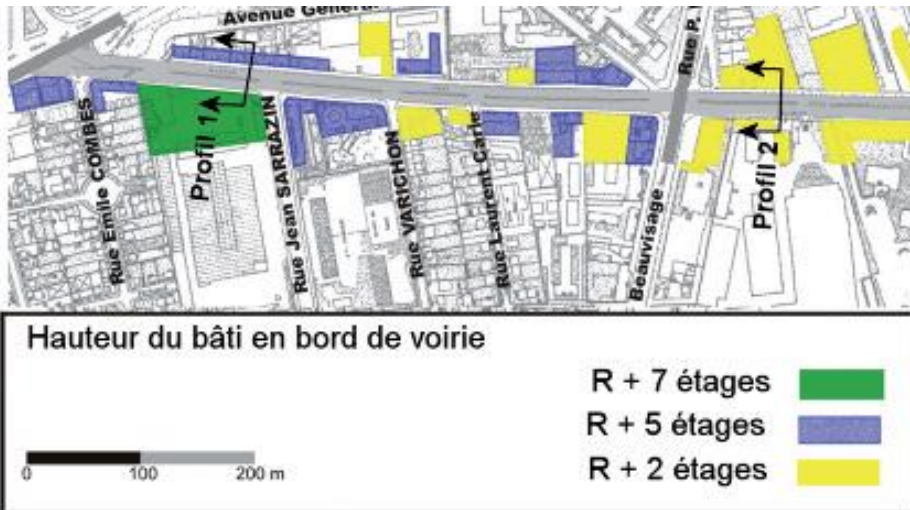 Avenue Général
Rue P.
Rue Emile COMBES
Profil 1
Rue Jean SARRAZIN
Rue VARICHON
Rue Laurent Carle
Beauvisage
Profil 2
Hauteur du bâti en bord de voirie
R + 7 étages
R + 5 étages
R + 2 étages
0 100 200 m